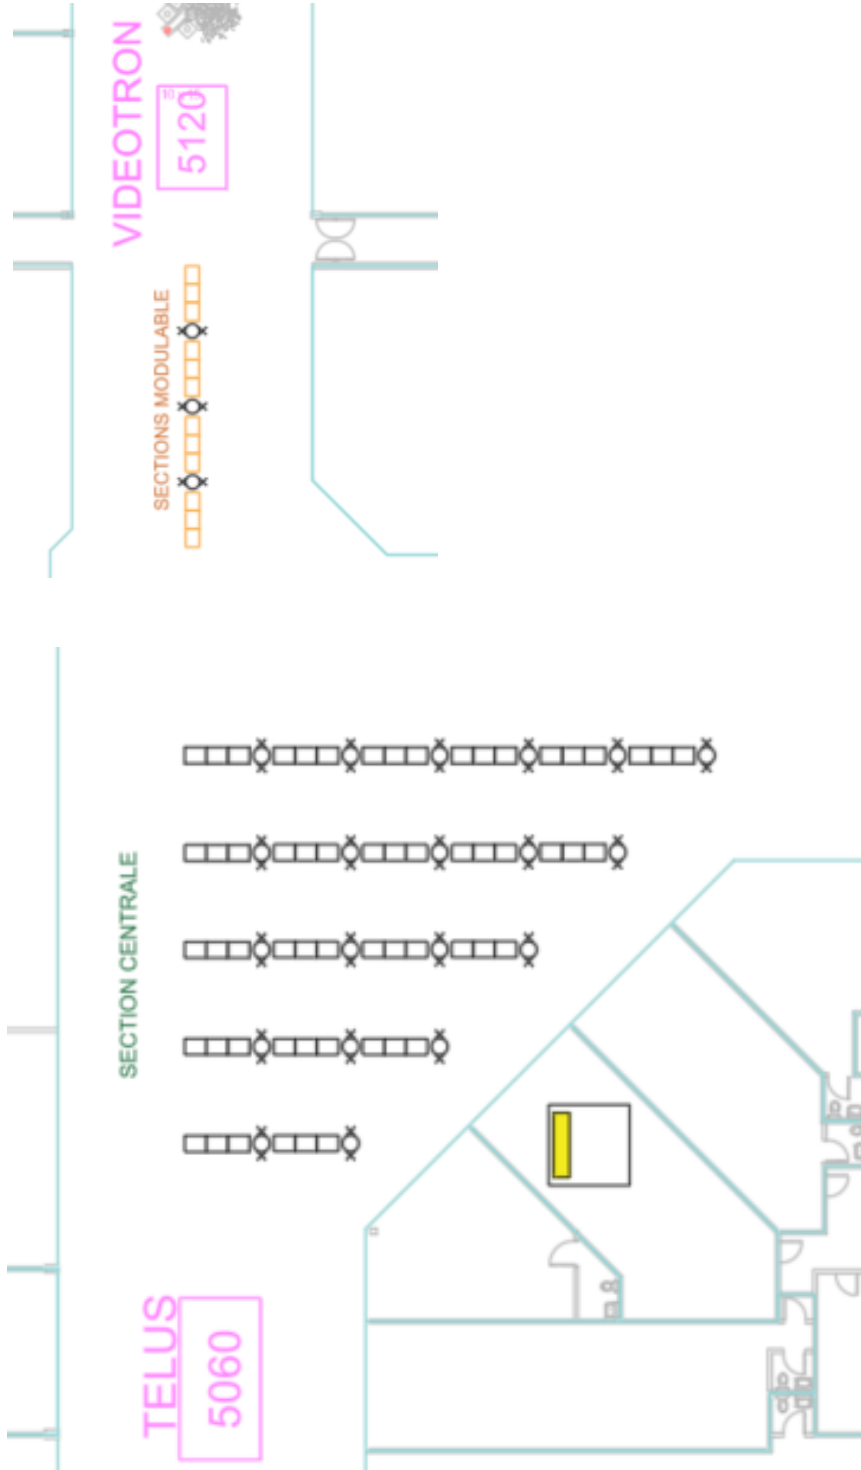 VIDEOTRON
5120
SECTIONS MODULABLE
SECTION CENTRALE
TELUS
5060